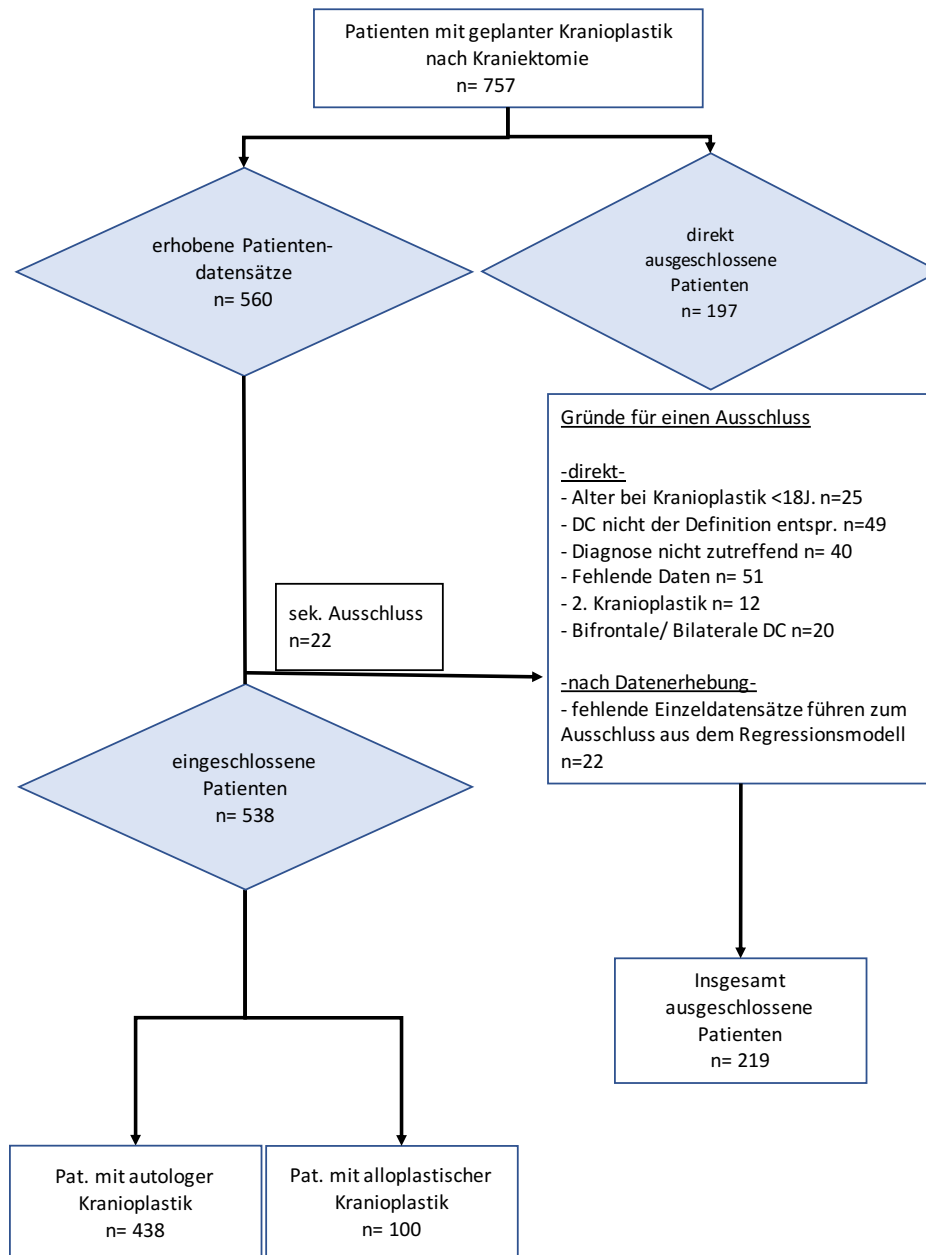 Patienten mit geplanter Kranioplastik
nach Kraniektomie
n= 757
erhobene Patienten-
datensätze
n= 560
direkt
ausgeschlossene
Patienten
n= 197
Gründe für einen Ausschluss
-direkt-
- Alter bei Kranioplastik <18J. n=25
- DC nicht der Definition entspr. n=49
- Diagnose nicht zutreffend n= 40
- Fehlende Daten n= 51
- 2. Kranioplastik n= 12
- Bifrontale/ Bilaterale DC n=20
-nach Datenerhebung-
- fehlende Einzeldatensätze führen zum
Ausschluss aus dem Regressionsmodell
n=22
sek. Ausschluss
n=22
eingeschlossene
Patienten
n= 538
Insgesamt
ausgeschlossene
Patienten
n= 219
Pat. mit autologer
Kranioplastik
n= 438
Pat. mit alloplastischer
Kranioplastik
n= 100